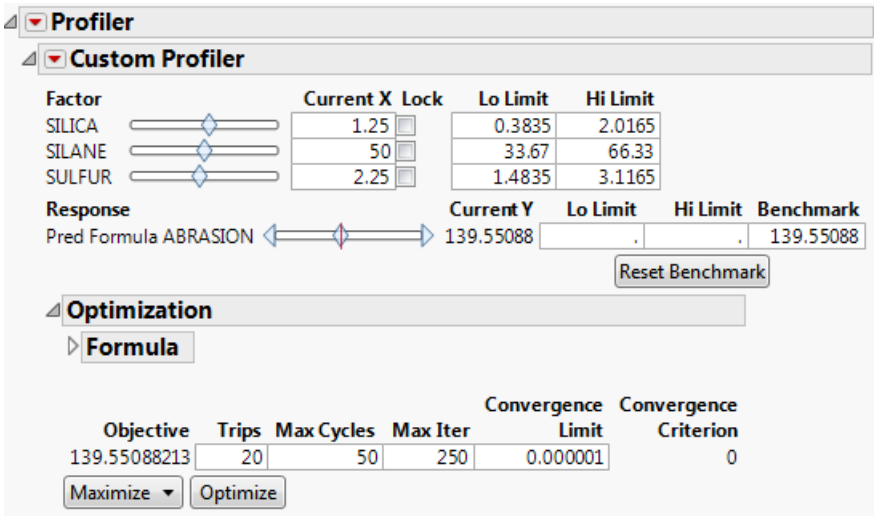 Profiler
Custom Profiler
Factor Current X Lock Lo Limit Hi Limit
SILICA 1.25 0.3835 2.0165
SILANE 50 33.67 66.33
SULFUR 2.25 1.4835 3.1165
Response Current Y Lo Limit Hi Limit Benchmark
Pred Formula ABRASION 139.55088 . . 139.55088
Reset Benchmark
Optimization
Formula
Convergence Convergence
Objective Trips Max Cycles Max Iter Limit Criterion
139.55088213 20 50 250 0.000001 0
Maximize Optimize